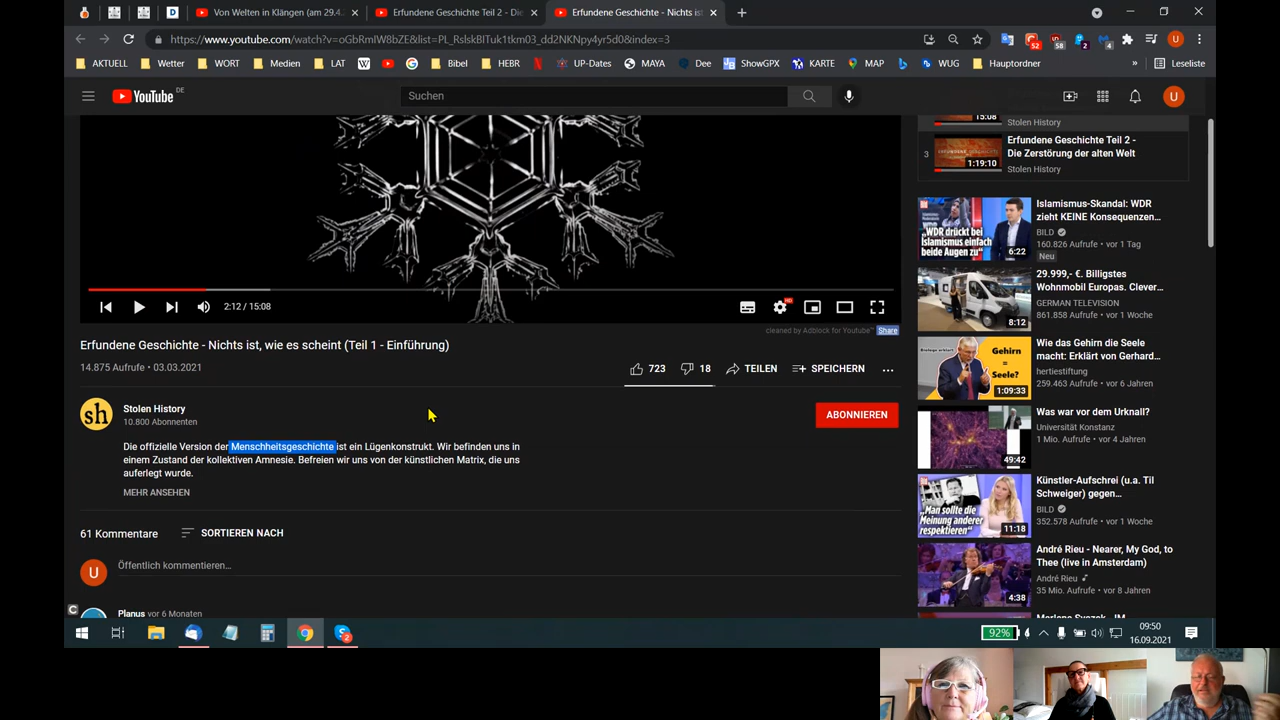 Von Welten in Klängen (am 29.4.
Erfundene Geschichte Teil 2 - Die
Erfundene Geschichte - Nichts ist
https://www.youtube.com/watch?v=oGbRmIW8bZE&list=PL_RslskBITuk1tkm03_dd2NKNpy4yr5d0&index=3
52
58
2
4
U
AKTUELL
Wetter
WORT
Medien
LAT
Bibel
HEBR
UP-Dates
MAYA
Dee
ShowGPX
KARTE
MAP
WUG
Hauptordner
»
Leseliste
YouTube DE
Suchen
U
15:08
Stolen History
3
1:19:10
Erfundene Geschichte Teil 2 -
Die Zerstörung der alten Welt
Stolen History
2:12 / 15:08
HD
cleaned by Adblock for Youtube™ Share
Erfundene Geschichte - Nichts ist, wie es scheint (Teil 1 - Einführung)
14.875 Aufrufe • 03.03.2021
723
18
TEILEN
SPEICHERN
sh
Stolen History
10.800 Abonnenten
ABONNIEREN
Die offizielle Version der Menschheitsgeschichte ist ein Lügenkonstrukt. Wir befinden uns in
einem Zustand der kollektiven Amnesie. Befreien wir uns von der künstlichen Matrix, die uns
auferlegt wurde.
MEHR ANSEHEN
61 Kommentare
SORTIEREN NACH
U
Öffentlich kommentieren...
Planus vor 6 Monaten
„WDR drückt bei
Islamismus einfach
beide Augen zu"
6:22
Islamismus-Skandal: WDR
zieht KEINE Konsequenzen...
BILD
160.826 Aufrufe • vor 1 Tag
Neu
8:12
29.999,- €. Billigstes
Wohnmobil Europas. Clever...
GERMAN TELEVISION
861.858 Aufrufe • vor 1 Woche
Gehirn
=
Seele?
1:09:33
Wie das Gehirn die Seele
macht: Erklärt von Gerhard...
hertiestiftung
259.463 Aufrufe • vor 6 Jahren
49:42
Was war vor dem Urknall?
Universität Konstanz
1 Mio. Aufrufe • vor 4 Jahren
„Man sollte die
Meinung anderer
respektieren"
11:18
Künstler-Aufschrei (u.a. Til
Schweiger) gegen...
BILD
352.578 Aufrufe • vor 1 Woche
4:38
André Rieu - Nearer, My God, to
Thee (live in Amsterdam)
André Rieu
35 Mio. Aufrufe • vor 8 Jahren
C
2
92%
09:50
16.09.2021